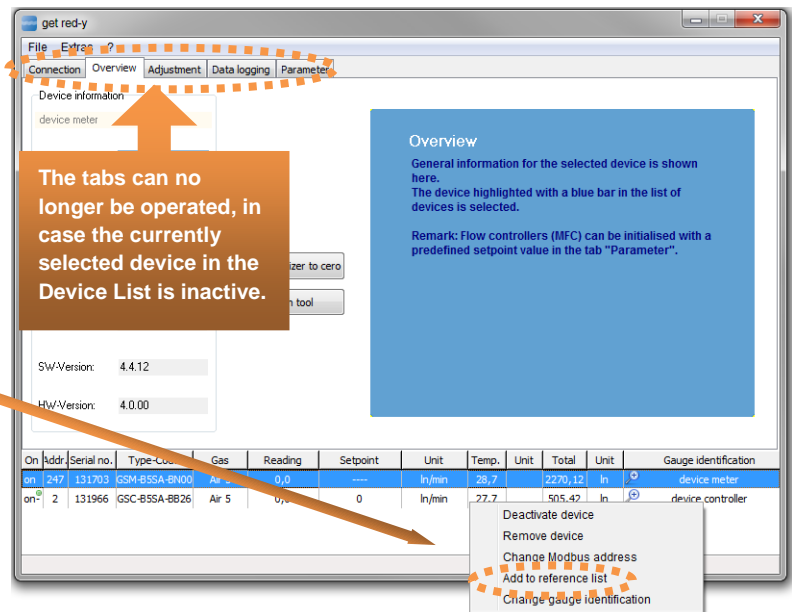 get red-y
File Extras ?
Connection Overview Adjustment Data logging Parameter
Device information
device meter
The tabs can no
longer be operated, in
case the currently
selected device in the
Device List is inactive.
Overview
General information for the selected device is shown
here.
The device highlighted with a blue bar in the list of
devices is selected.
Remark: Flow controllers (MFC) can be initialised with a
predefined setpoint value in the tab "Parameter".
to cero
tool
SW-Version: 4.4.12
HW-Version: 4.0.00
On Addr. Serial no. Gas Reading Setpoint Unit Temp. Unit Total Unit Gauge identification
on 247 131703 GSM-B5SA-BN00 Air 0,0 ---- ln/min 28,7 2270,12 ln device meter
on 2 131966 GSC-B5SA-BB26 Air 5 0,0 0 ln/min 27,7 505,42 ln device controller
Deactivate device
Remove device
Change Modbus address
Add to reference list
Change gauge identification